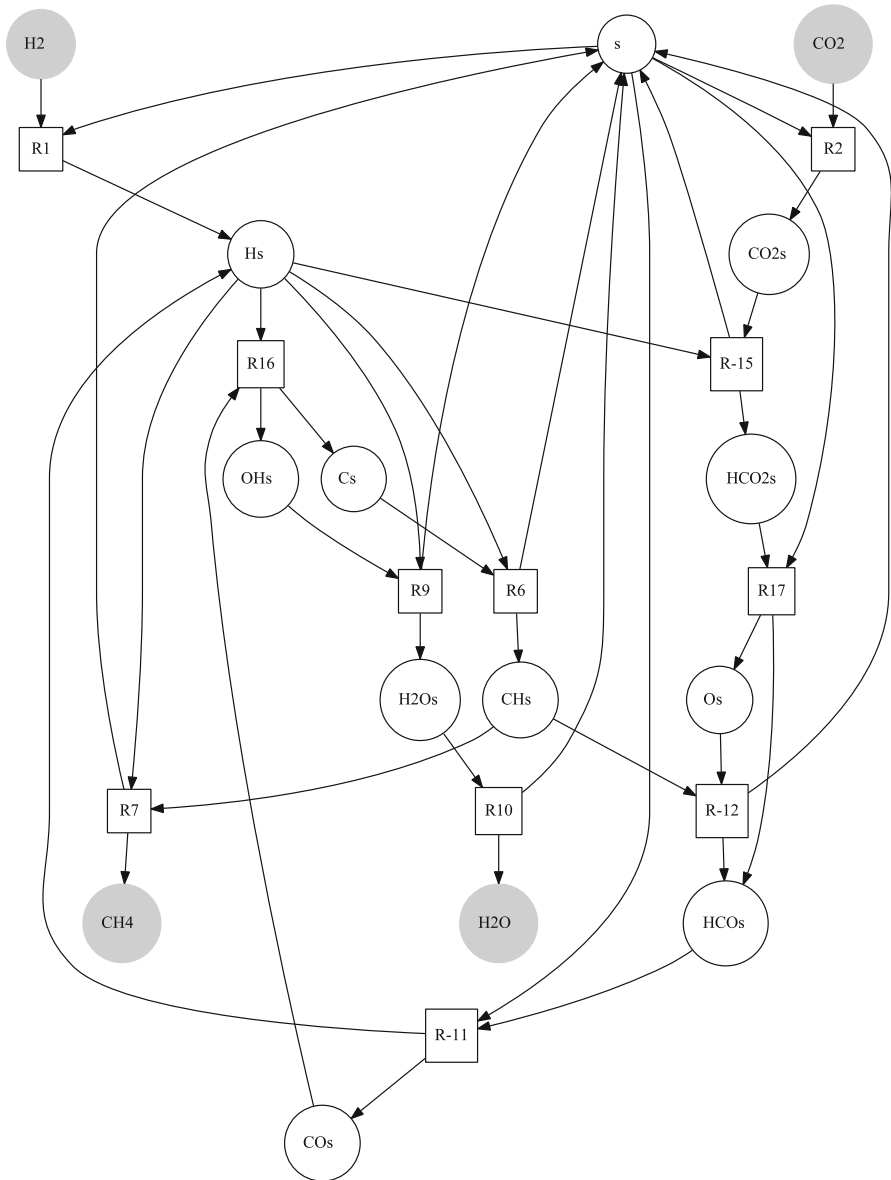 H2
s
CO2
R1
R2
Hs
CO2s
R16
R-15
OHs
Cs
HCO2s
R9
R6
R17
H2Os
CHs
Os
R7
R10
R-12
CH4
H2O
HCOs
R-11
COs